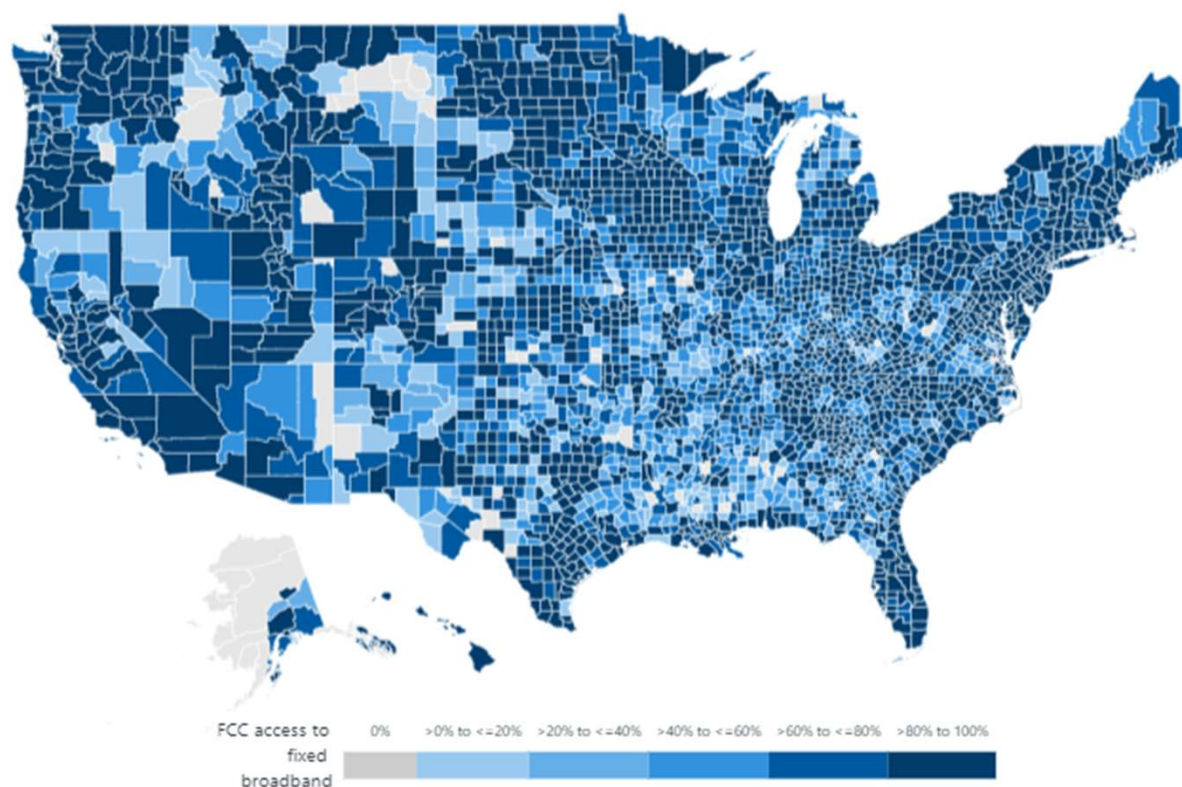 FCC access to fixed broadband
0% >0% to <=20% >20% to <=40% >40% to <=60% >60% to <=80% >80% to 100%